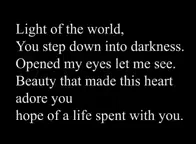 Light of the world,
You step down into darkness.
Opened my eyes let me see.
Beauty that made this heart
adore you
hope of a life spent with you.